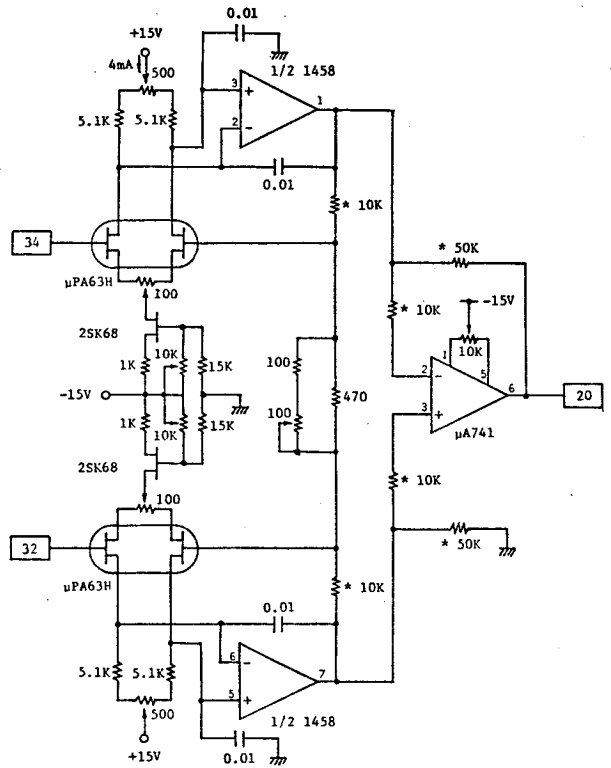 0.01
+15V
4mA
500
1/2 1458
5.1K
5.1K
3
+
1
2
-
0.01
* 10K
34
* 50K
μPA63H
100
-15V
* 10K
2SK68
10K
1K
10K
15K
100
1
5
2
-
470
6
20
-15V
3
+
100
1K
10K
15K
μA741
2SK68
* 10K
100
32
* 50K
μPA63H
* 10K
0.01
6
-
7
5.1K
5.1K
5
+
500
1/2 1458
+15V
0.01